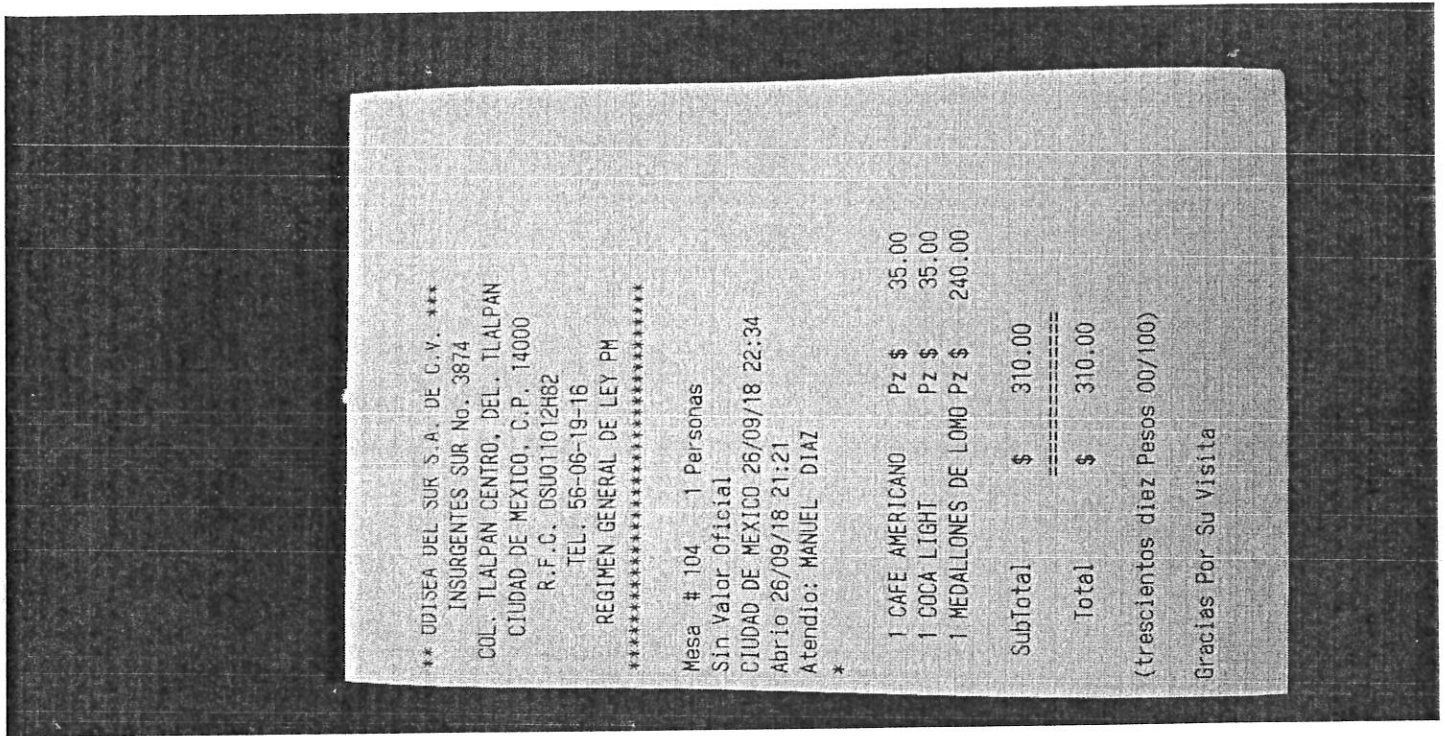 ** ODISEA DEL SUR S.A. DE C.V. ***
INSURGENTES SUR No. 3874
COL. TLALPAN CENTRO, DEL. TLALPAN
CIUDAD DE MEXICO, C.P. 14000
R.F.C. OSU011012H82
TEL. 56-06-19-16
REGIMEN GENERAL DE LEY PM
****************************************
Mesa # 104 1 Personas
Sin Valor Oficial
CIUDAD DE MEXICO 26/09/18 22:34
Abrio 26/09/18 21:21
Atendio: MANUEL DIAZ
*
1 CAFE AMERICANO Pz $ 35.00
1 COCA LIGHT Pz $ 35.00
1 MEDALLONES DE LOMO Pz $ 240.00
SubTotal $ 310.00
=================
Total $ 310.00
(trescientos diez Pesos 00/100)
Gracias Por Su Visita